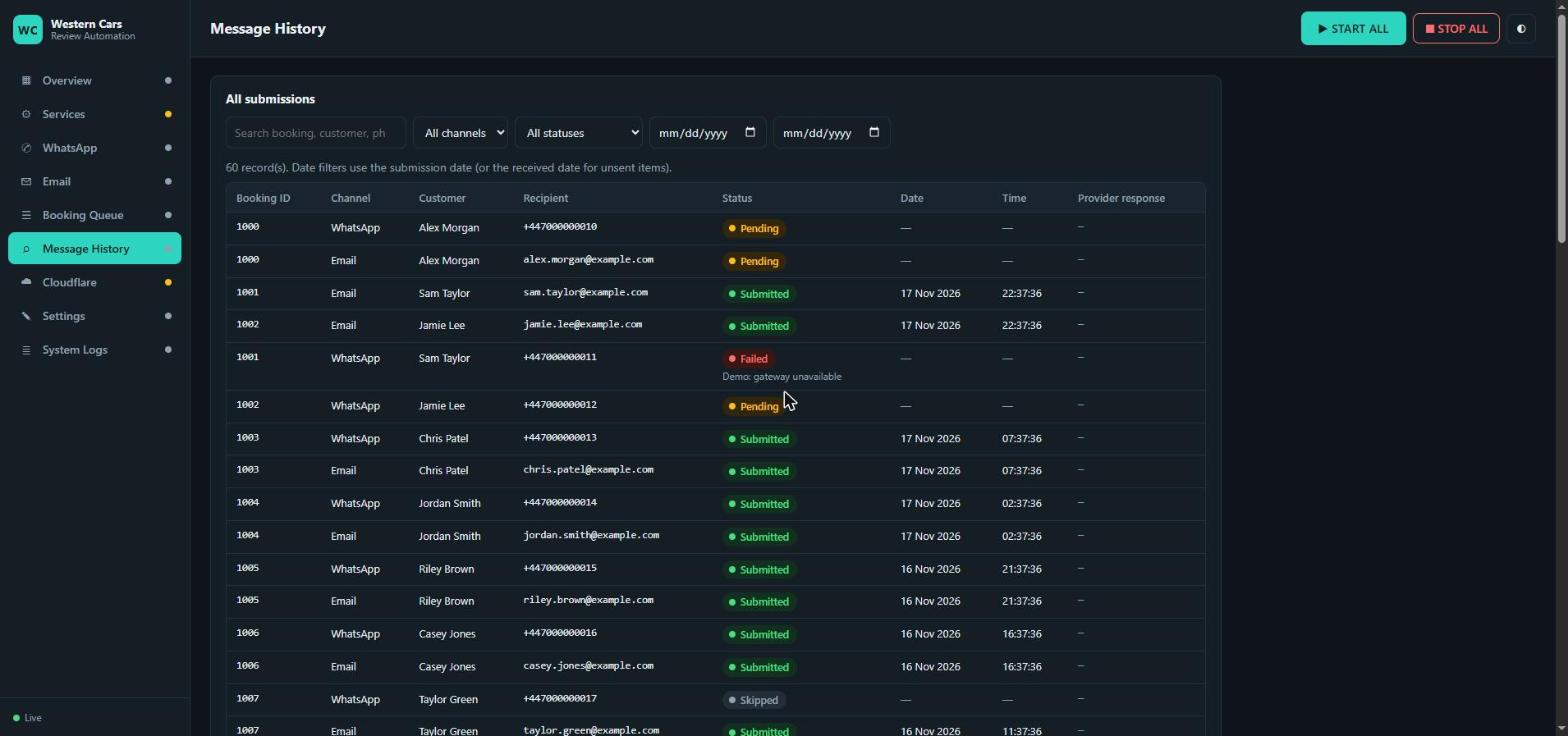 WC
Western Cars
Review Automation
Message History
▶ START ALL
■ STOP ALL
Overview
Services
WhatsApp
Email
Booking Queue
Message History
Cloudflare
Settings
System Logs
Live
All submissions
Search booking, customer, ph
All channels
All statuses
mm/dd/yyyy
mm/dd/yyyy
60 record(s). Date filters use the submission date (or the received date for unsent items).
Booking ID Channel Customer Recipient Status Date Time Provider response
1000 WhatsApp Alex Morgan +447000000010 Pending — — —
1000 Email Alex Morgan alex.morgan@example.com Pending — — —
1001 Email Sam Taylor sam.taylor@example.com Submitted 17 Nov 2026 22:37:36 —
1002 Email Jamie Lee jamie.lee@example.com Submitted 17 Nov 2026 22:37:36 —
1001 WhatsApp Sam Taylor +447000000011 Failed — — —
Demo: gateway unavailable
1002 WhatsApp Jamie Lee +447000000012 Pending — — —
1003 WhatsApp Chris Patel +447000000013 Submitted 17 Nov 2026 07:37:36 —
1003 Email Chris Patel chris.patel@example.com Submitted 17 Nov 2026 07:37:36 —
1004 WhatsApp Jordan Smith +447000000014 Submitted 17 Nov 2026 02:37:36 —
1004 Email Jordan Smith jordan.smith@example.com Submitted 17 Nov 2026 02:37:36 —
1005 WhatsApp Riley Brown +447000000015 Submitted 16 Nov 2026 21:37:36 —
1005 Email Riley Brown riley.brown@example.com Submitted 16 Nov 2026 21:37:36 —
1006 WhatsApp Casey Jones +447000000016 Submitted 16 Nov 2026 16:37:36 —
1006 Email Casey Jones casey.jones@example.com Submitted 16 Nov 2026 16:37:36 —
1007 WhatsApp Taylor Green +447000000017 Skipped — — —
1007 Email Taylor Green taylor.green@example.com Submitted 16 Nov 2026 11:37:36 —